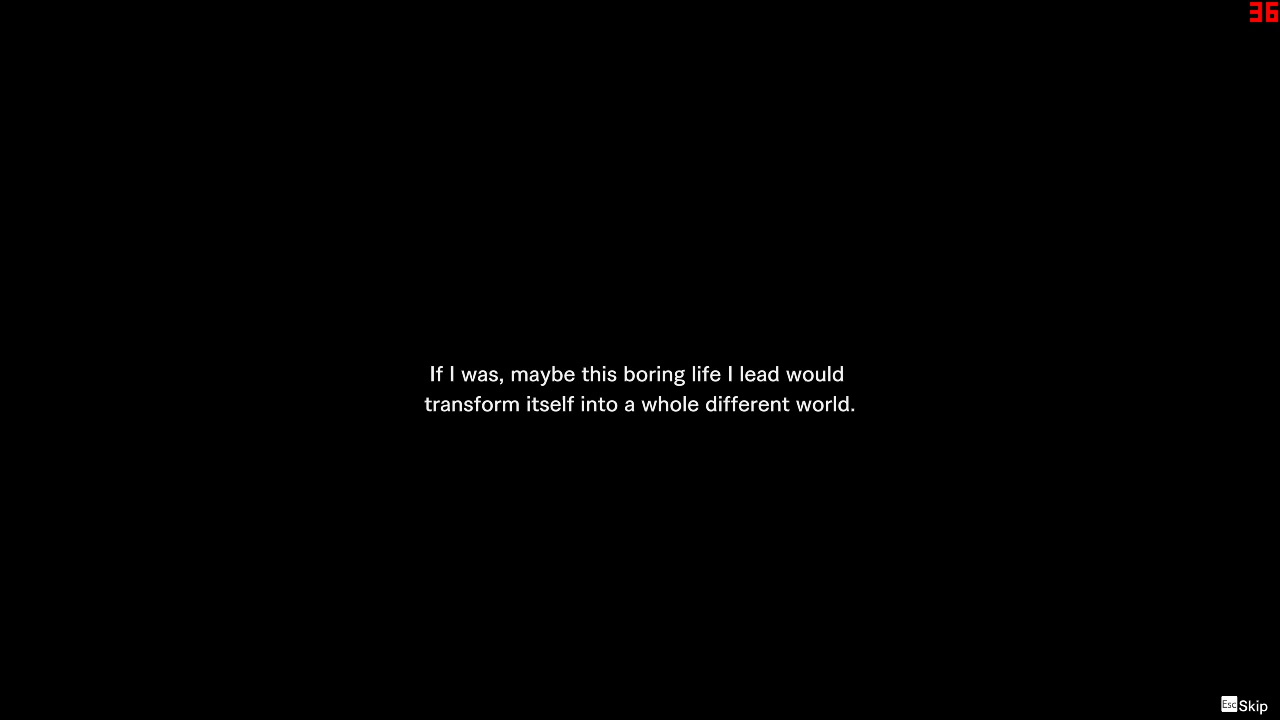 36
If I was, maybe this boring life I lead would
transform itself into a whole different world.
Esc Skip